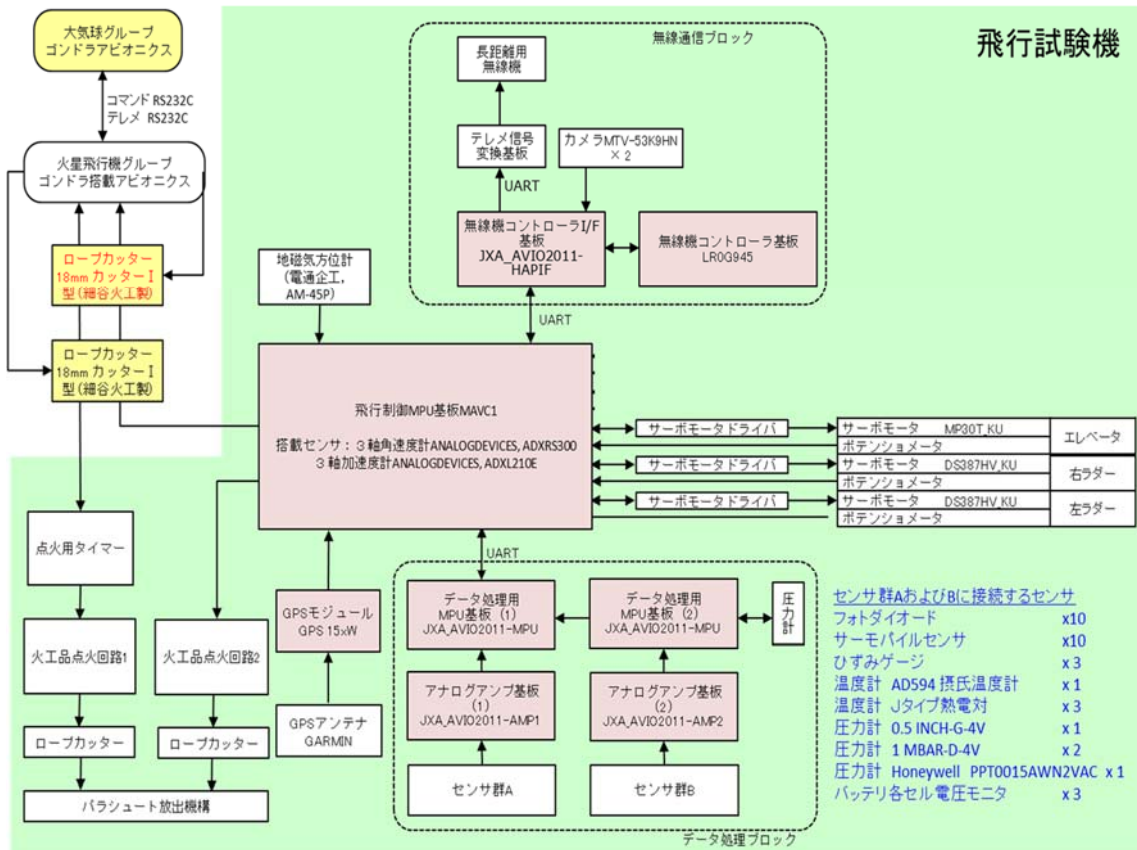 飛行試験機
大気球グループ
ゴンドラアビオニクス
コマンド RS232C
テレメ RS232C
火星飛行機グループ
ゴンドラ搭載アビオニクス
ロープカッター
18mm カッターⅠ
型(細谷火工製)
ロープカッター
18mm カッターⅠ
型(細谷火工製)
無線通信ブロック
長距離用
無線機
テレメ信号
変換基板
カメラMTV-53K9HN
×2
UART
無線機コントローラI/F
基板
JXA_AVIO2011-
HAPIF
無線機コントローラ基板
LR0G945
地磁気方位計
(電通企工,
AM-45P)
UART
飛行制御MPU基板MAVC1
搭載センサ:3軸角速度計ANALOGDEVICES, ADXRS300
3軸加速度計ANALOGDEVICES, ADXL210E
サーボモータドライバ
サーボモータ MP30T_KU
ポテンショメータ
エレベータ
サーボモータドライバ
サーボモータ DS387HV_KU
ポテンショメータ
右ラダー
サーボモータドライバ
サーボモータ DS387HV_KU
ポテンショメータ
左ラダー
点火用タイマー
火工品点火回路1
火工品点火回路2
ロープカッター
ロープカッター
パラシュート放出機構
GPSモジュール
GPS 15xW
GPSアンテナ
GARMIN
UART
データ処理用
MPU基板 (1)
JXA_AVIO2011-MPU
データ処理用
MPU基板 (2)
JXA_AVIO2011-MPU
圧力計
アナログアンプ基板
(1)
JXA_AVIO2011-AMP1
アナログアンプ基板
(2)
JXA_AVIO2011-AMP2
センサ群A
センサ群B
データ処理ブロック
センサ群AおよびBに接続するセンサ
フォトダイオード x10
サーモパイルセンサ x10
ひずみゲージ x 3
温度計 AD594 摂氏温度計 x 1
温度計 Jタイプ熱電対 x 3
圧力計 0.5 INCH-G-4V x 1
圧力計 1 MBAR-D-4V x 2
圧力計 Honeywell PPT0015AWN2VAC x 1
バッテリ各セル電圧モニタ x 3